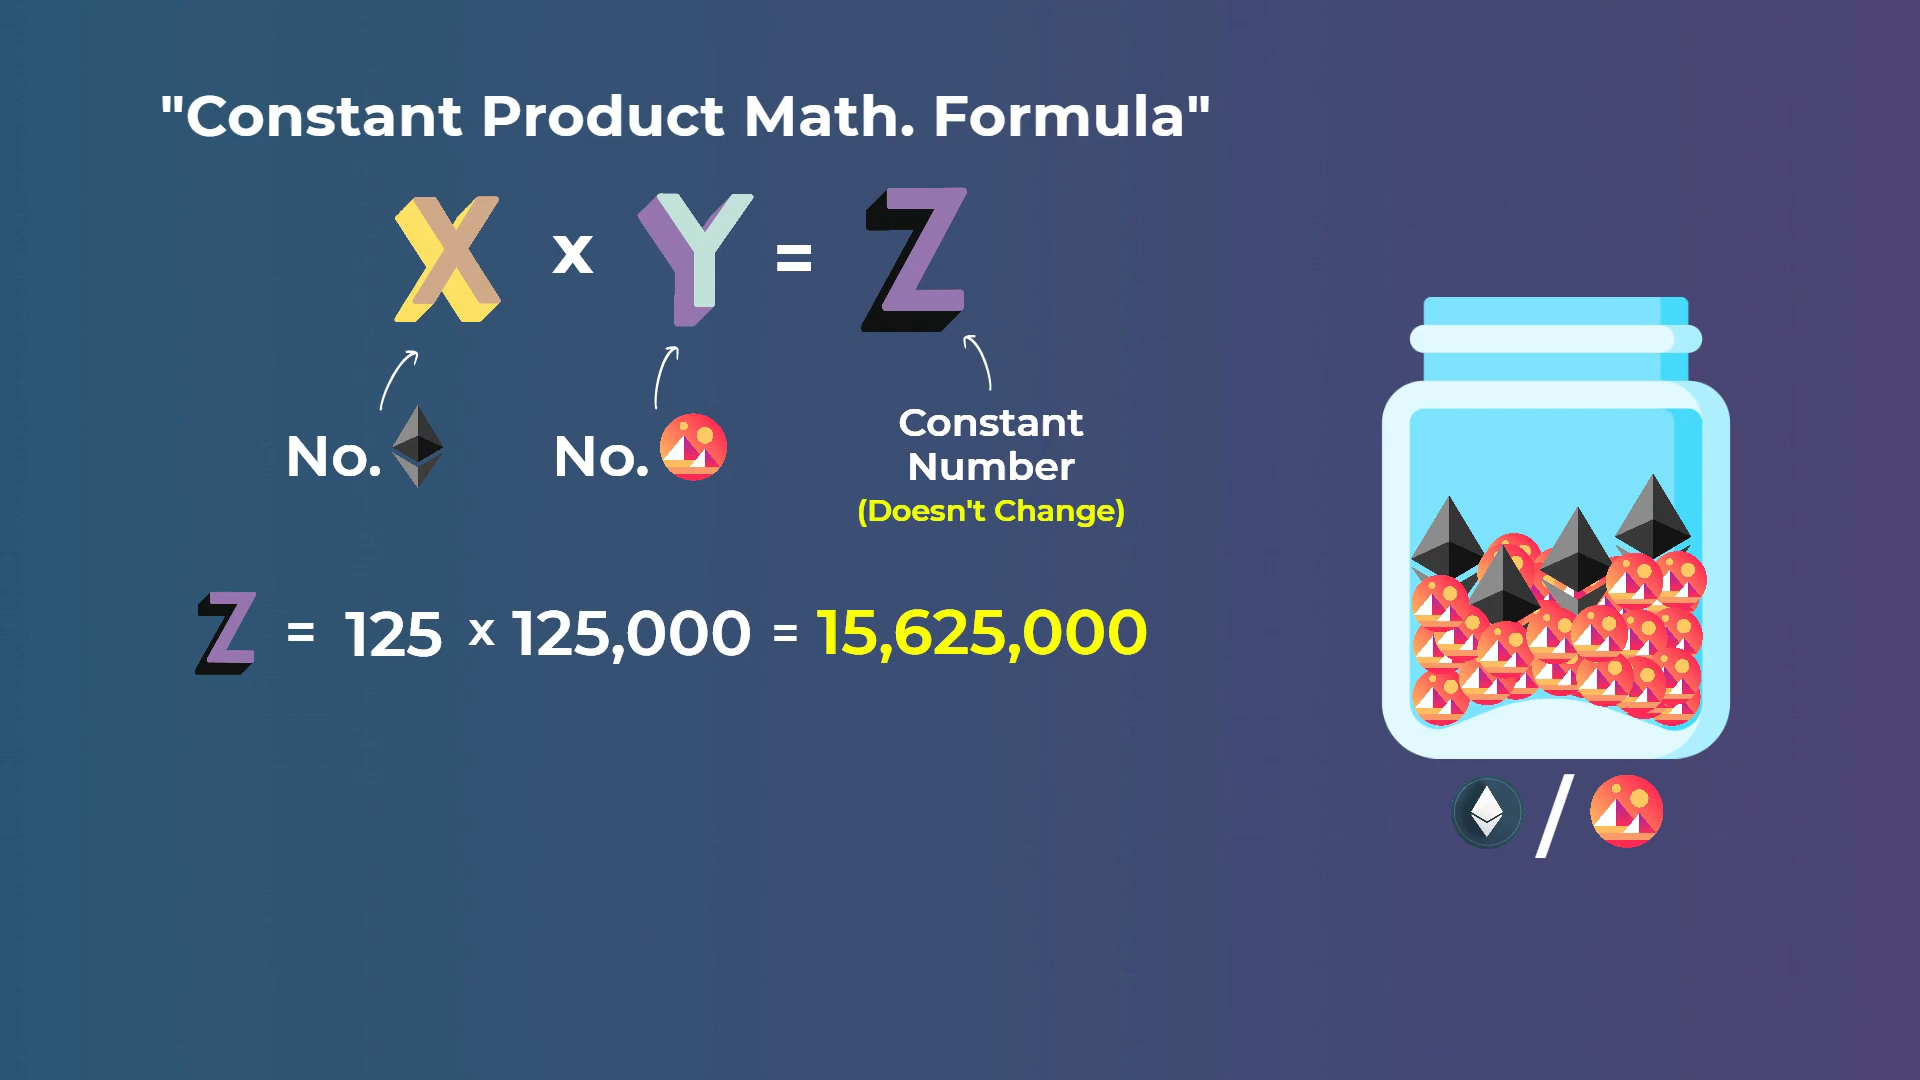 "Constant Product Math. Formula"
X x Y = Z
No. No. Constant
Number
(Doesn't Change)
Z = 125 x 125,000 = 15,625,000
/